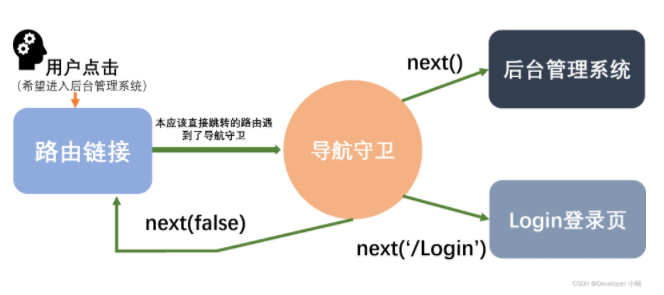 用户点击
(希望进入后台管理系统)
路由链接
本应该直接跳转的路由遇
到了导航守卫
导航守卫
next()
后台管理系统
next(false)
next(‘/Login’)
Login登录页
CSDN @Developer 小皈